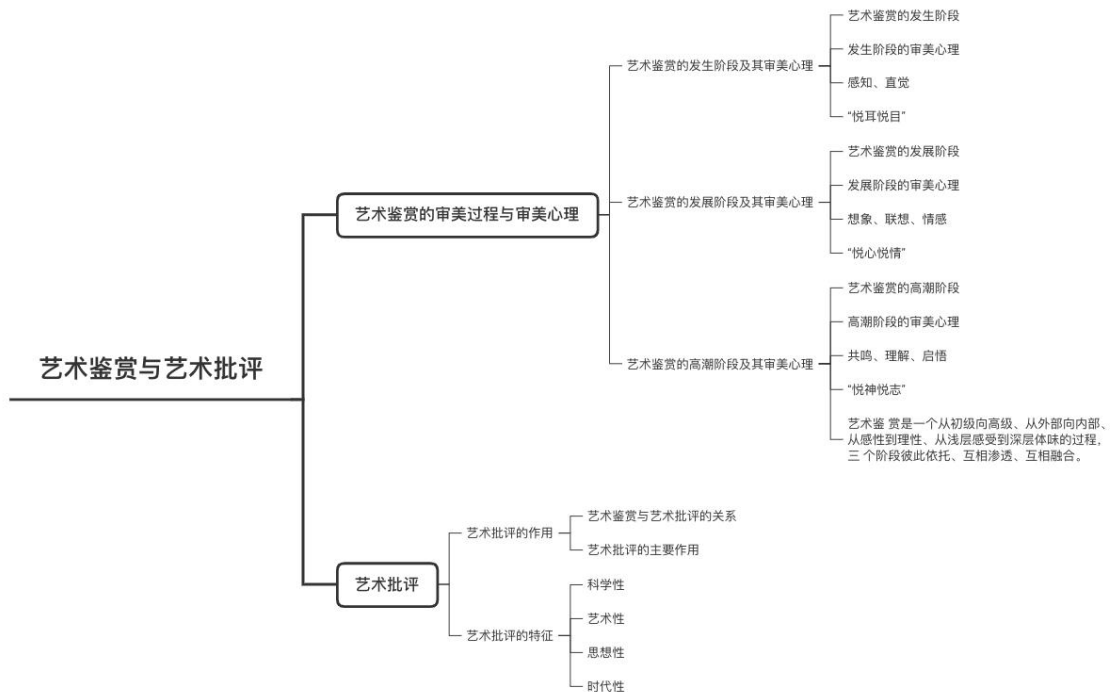 艺术鉴赏与艺术批评
艺术鉴赏的审美过程与审美心理
艺术鉴赏的发生阶段及其审美心理
艺术鉴赏的发生阶段
发生阶段的审美心理
感知、直觉
“悦耳悦目”
艺术鉴赏的发展阶段及其审美心理
艺术鉴赏的发展阶段
发展阶段的审美心理
想象、联想、情感
“悦心悦情”
艺术鉴赏的高潮阶段及其审美心理
艺术鉴赏的高潮阶段
高潮阶段的审美心理
共鸣、理解、启悟
“悦神悦志”
艺术鉴 赏是一个从初级向高级、从外部向内部、
从感性到理性、从浅层感受到深层体味的过程，
三 个阶段彼此依托、互相渗透、互相融合。
艺术批评
艺术批评的作用
艺术鉴赏与艺术批评的关系
艺术批评的主要作用
艺术批评的特征
科学性
艺术性
思想性
时代性